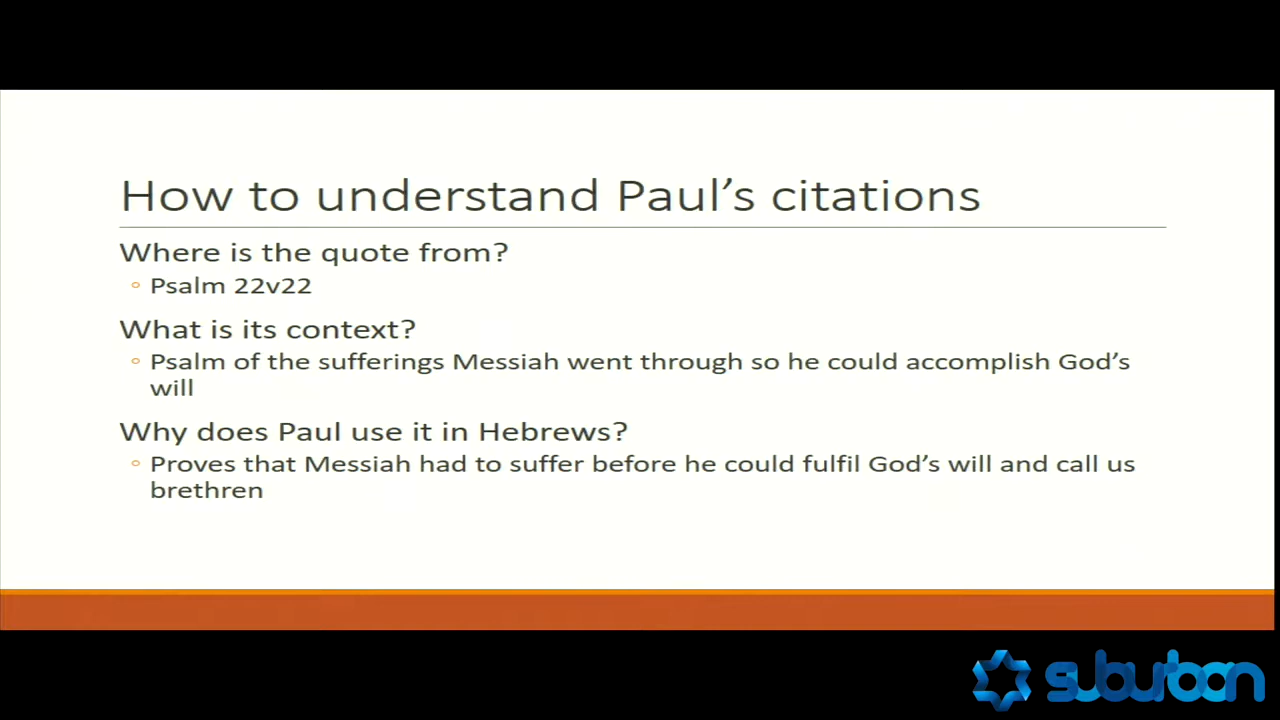 How to understand Paul’s citations
Where is the quote from?
◦ Psalm 22v22
What is its context?
◦ Psalm of the sufferings Messiah went through so he could accomplish God’s
will
Why does Paul use it in Hebrews?
◦ Proves that Messiah had to suffer before he could fulfil God’s will and call us
brethren
suburban